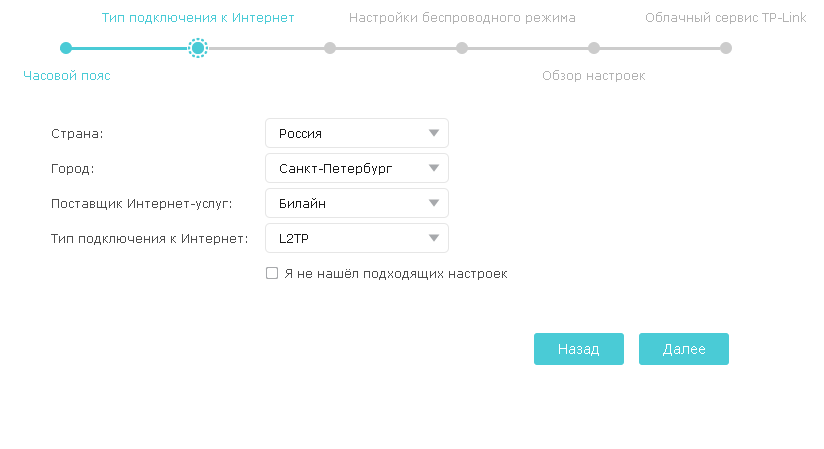 Тип подключения к Интернет
Настройки беспроводного режима
Облачный сервис TP-Link
Часовой пояс
Обзор настроек
Страна: Россия
Город: Санкт-Петербург
Поставщик Интернет-услуг: Билайн
Тип подключения к Интернет: L2TP
Я не нашёл подходящих настроек
Назад Далее